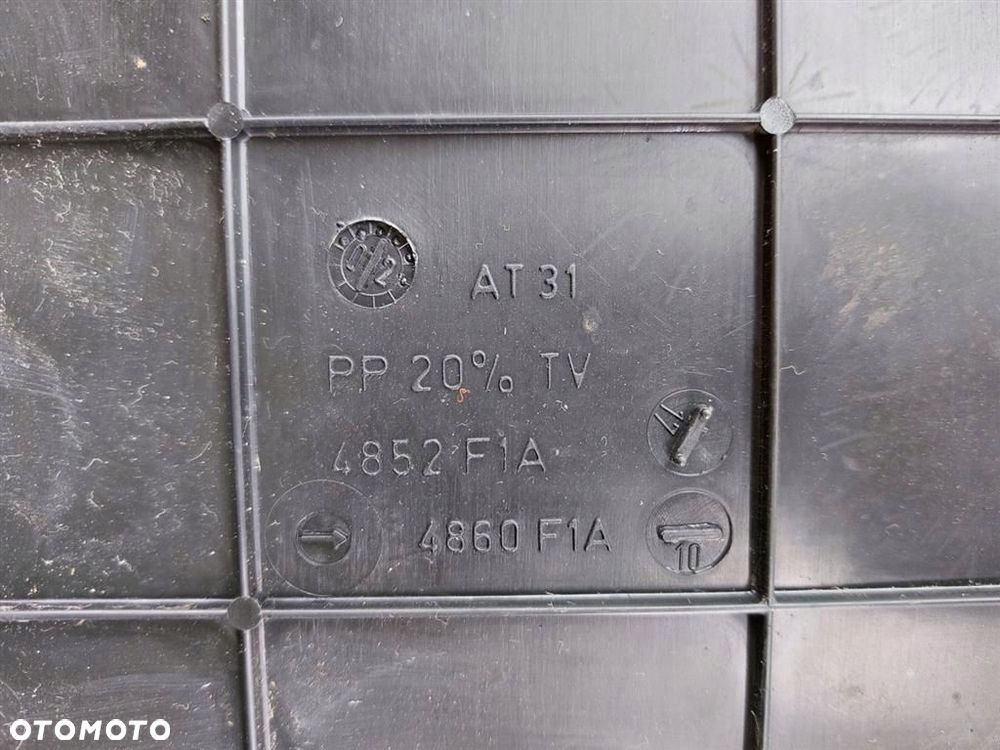 AT 31
PP 20% TV
4852 F1A
4860 F1A
10
OTOMOTO